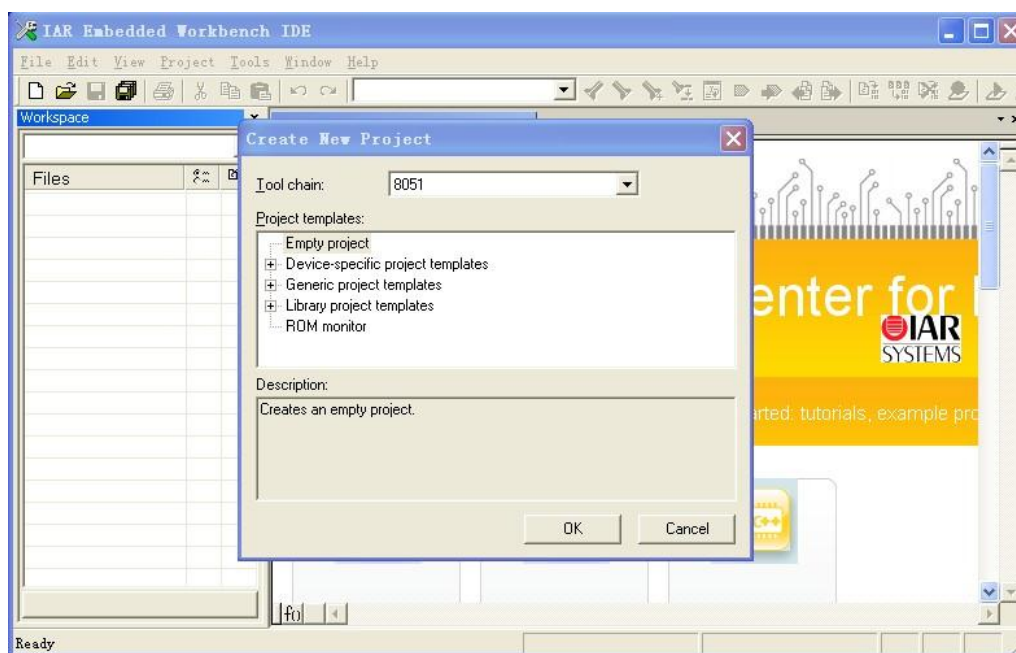 IAR Embedded Workbench IDE
File Edit View Project Tools Window Help
Workspace
Files
Create New Project
Tool chain: 8051
Project templates:
Empty project
Device-specific project templates
Generic project templates
Library project templates
ROM monitor
Description:
Creates an empty project.
OK Cancel
enter for
IAR
SYSTEMS
arted: tutorials, example pro
C++
Ready